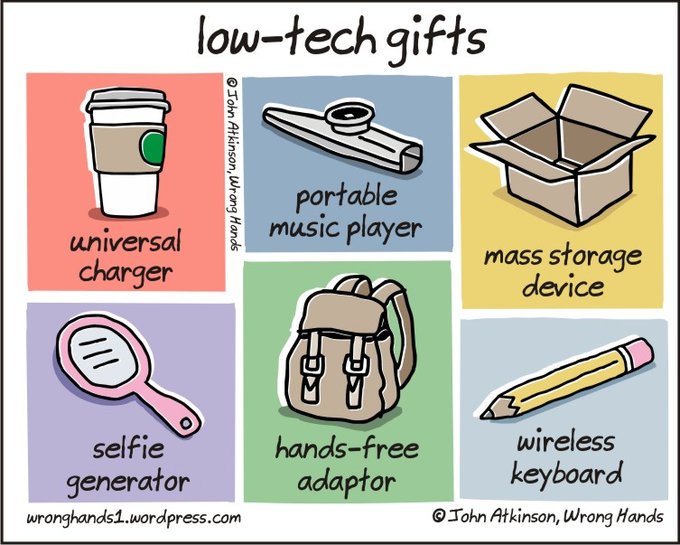 low-tech gifts
universal
charger
© John Atkinson, Wrong Hands
portable
music player
mass storage
device
selfie
generator
hands-free
adaptor
wireless
keyboard
wronghands1.wordpress.com
© John Atkinson, Wrong Hands